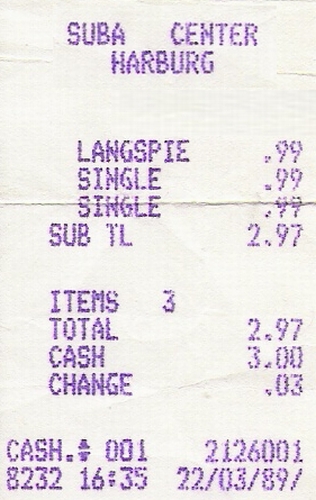 SUBA CENTER
HARBURG
LANGSPIE .99
SINGLE .99
SINGLE .99
SUB TL 2.97
ITEMS 3
TOTAL 2.97
CASH 3.00
CHANGE .03
CASH.# 001 2126001
8232 16:35 22/03/89/